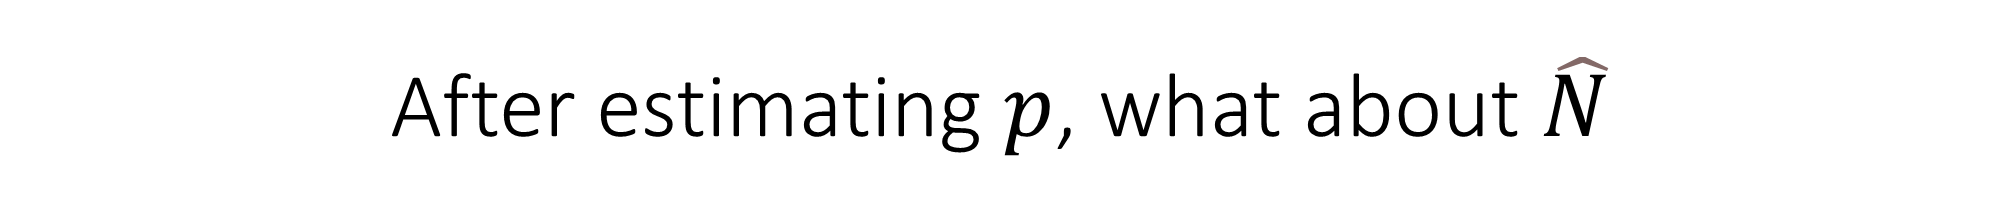 After estimating 𝒑, what about 𝑵̂